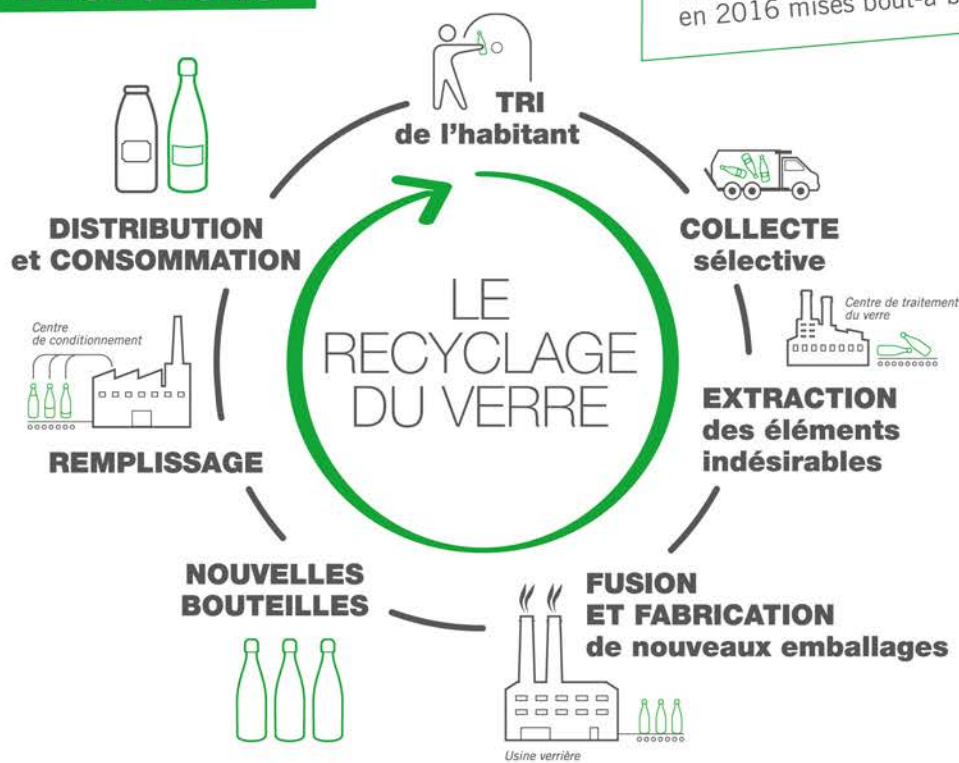 en 2016 mises bout-à
TRI
de l'habitant
COLLECTE
sélective
Centre de traitement
du verre
EXTRACTION
des éléments
indésirables
FUSION
ET FABRICATION
de nouveaux emballages
Usine verrière
NOUVELLES
BOUTEILLES
REMPLISSAGE
Centre
de conditionnement
DISTRIBUTION
et CONSOMMATION
LE
RECYCLAGE
DU VERRE